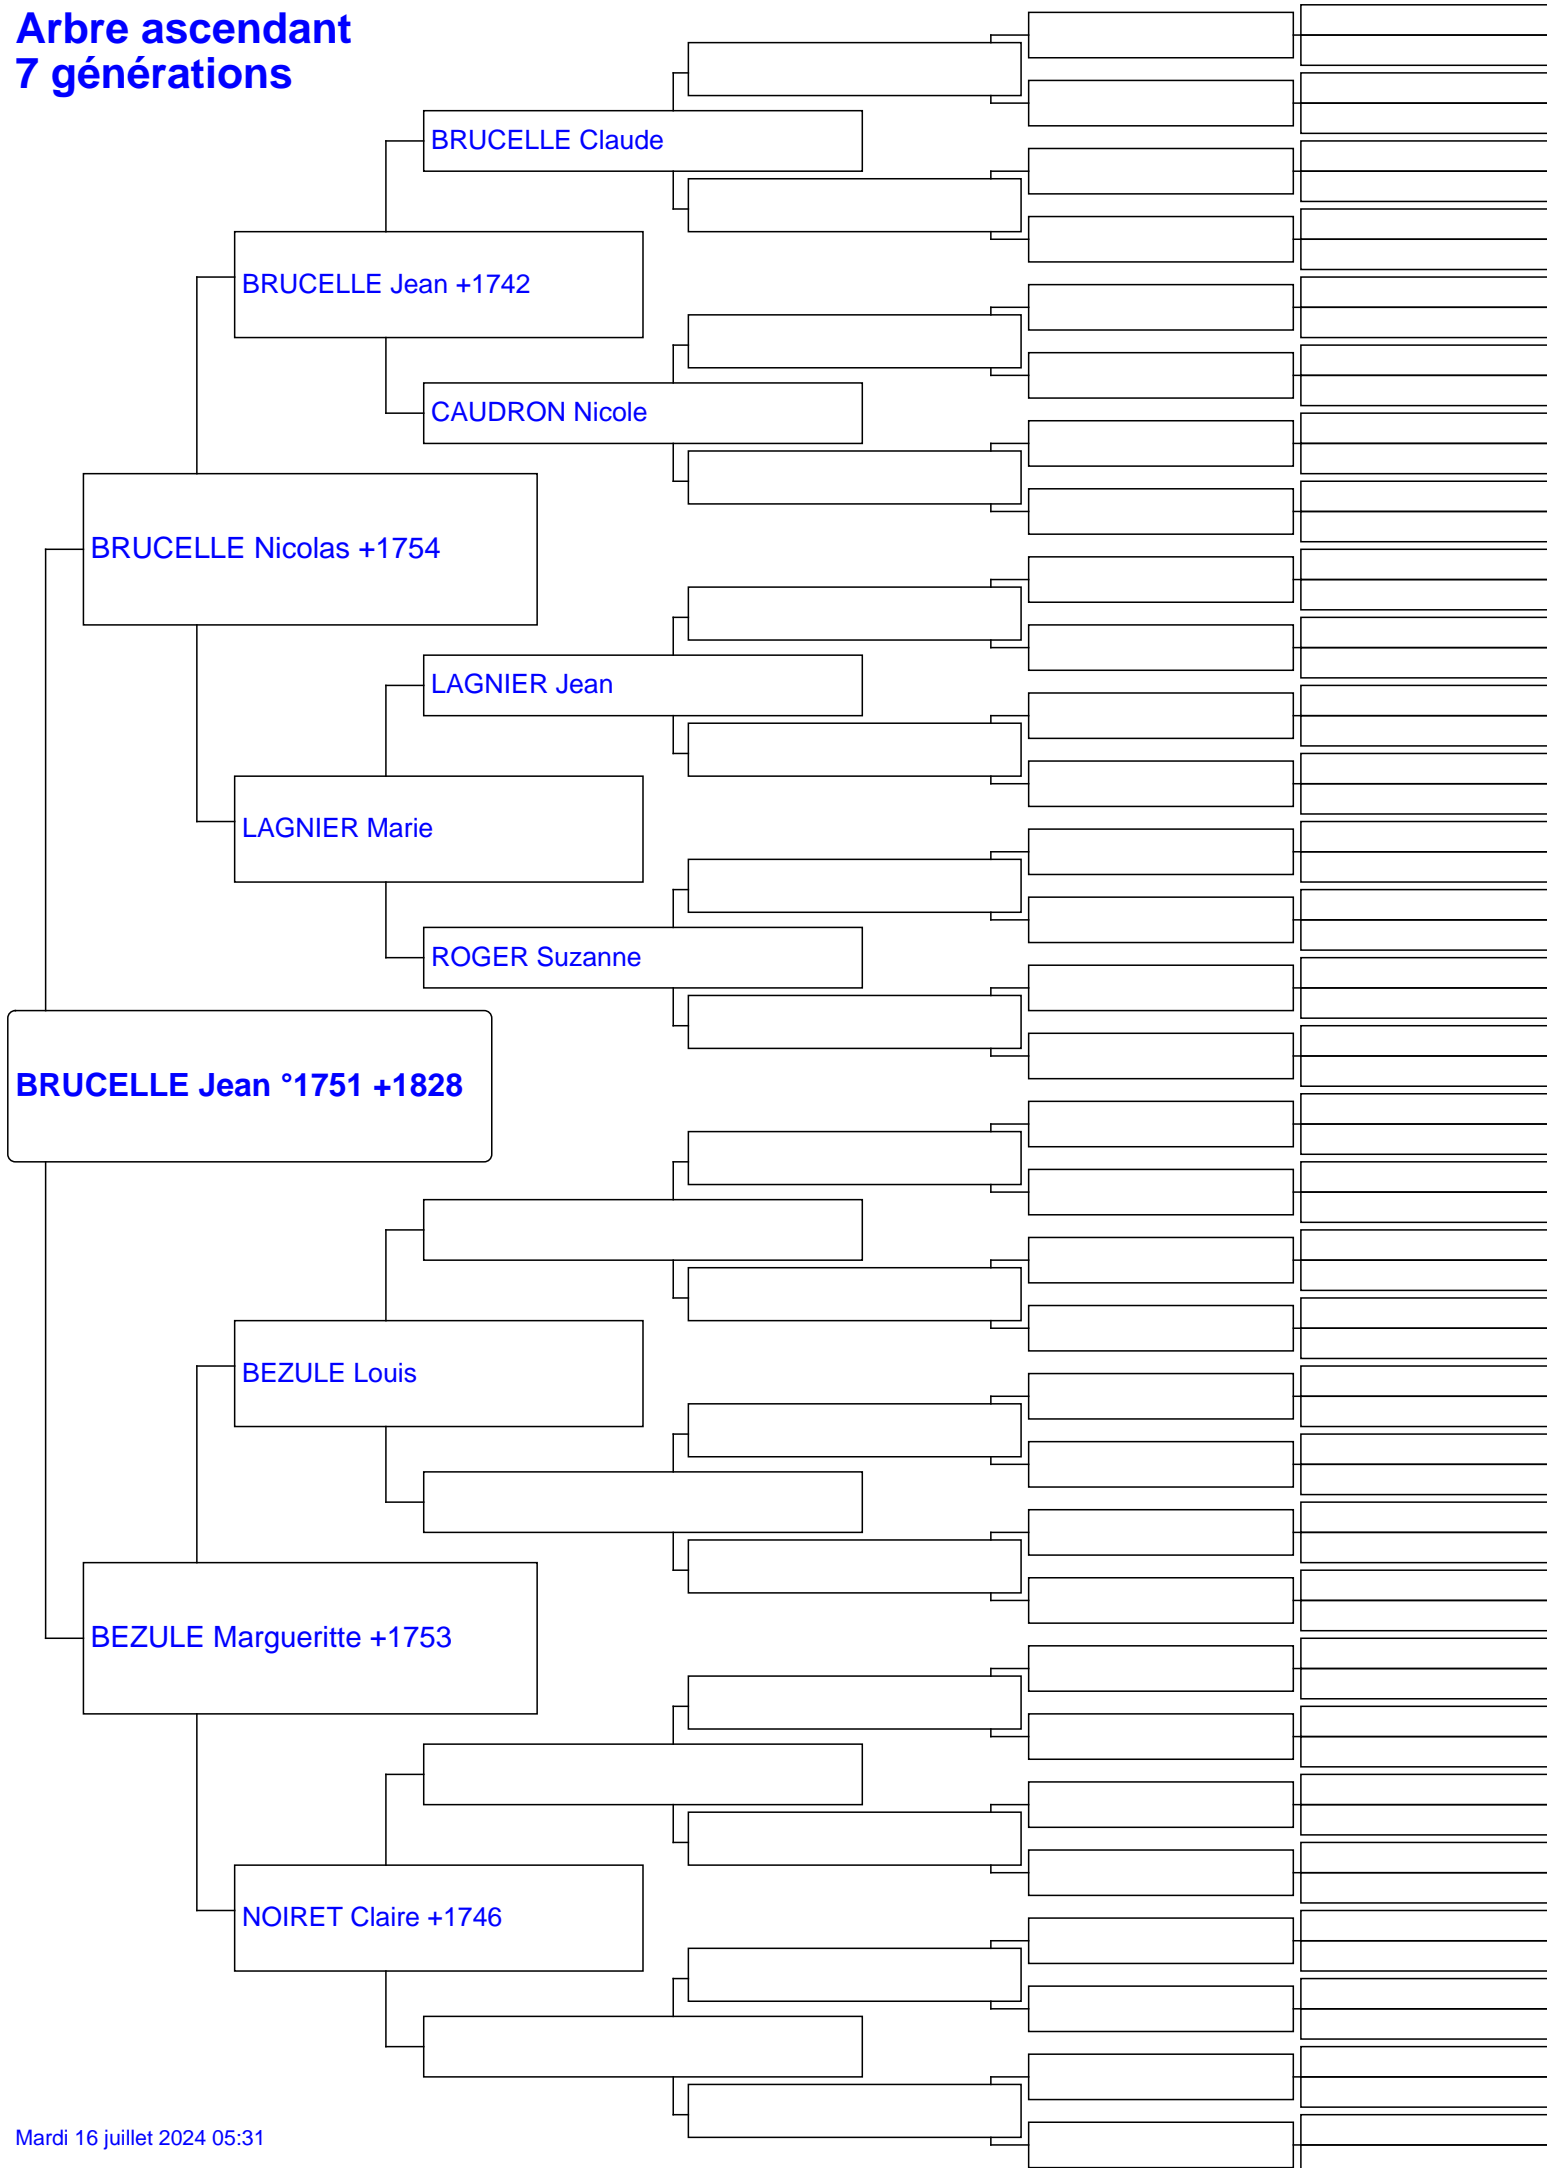 Arbre ascendant
7 générations
BRUCELLE Claude
BRUCELLE Jean +1742
CAUDRON Nicole
BRUCELLE Nicolas +1754
LAGNIER Jean
LAGNIER Marie
ROGER Suzanne
BRUCELLE Jean °1751 +1828
BEZULE Louis
BEZULE Margueritte +1753
NOIRET Claire +1746
Mardi 16 juillet 2024 05:31